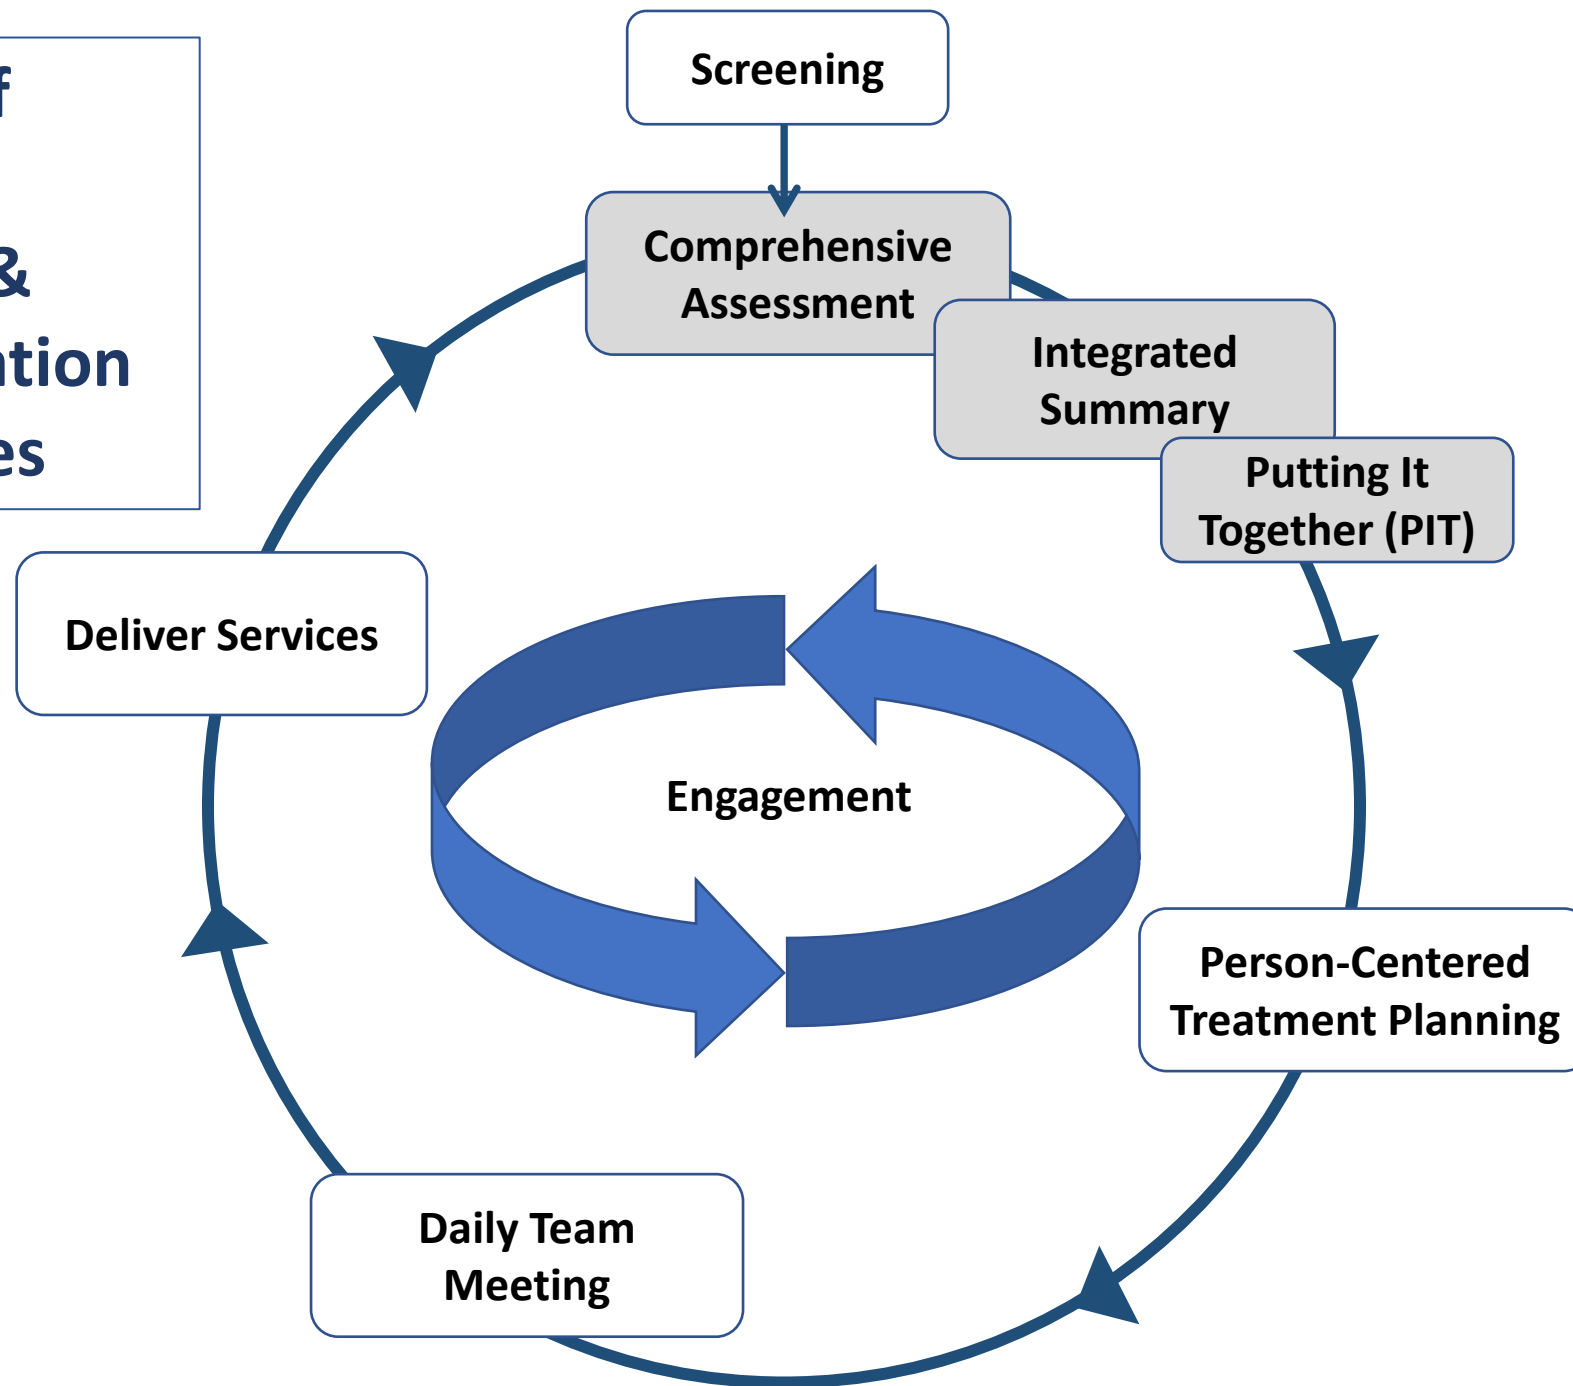 &
Screening
Comprehensive
Assessment
Integrated
Summary
Putting It
Together (PIT)
Deliver Services
Engagement
Person-Centered
Treatment Planning
Daily Team
Meeting